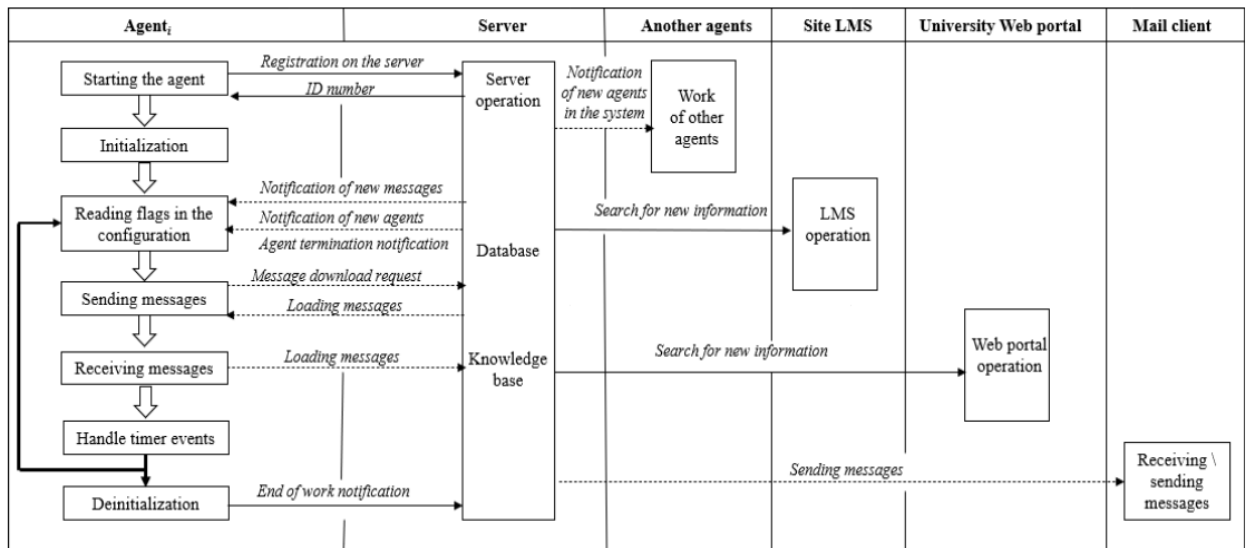 Agentᵢ
Server
Another agents
Site LMS
University Web portal
Mail client
Starting the agent
Registration on the server
ID number
Server
operation
Notification
of new agents
in the system
Work
of other
agents
Initialization
Notification of new messages
Reading flags in the
configuration
Notification of new agents
Agent termination notification
Search for new information
LMS
operation
Database
Message download request
Sending messages
Loading messages
Receiving messages
Loading messages
Knowledge
base
Search for new information
Web portal
operation
Handle timer events
Sending messages
Receiving \
sending
messages
Deinitialization
End of work notification